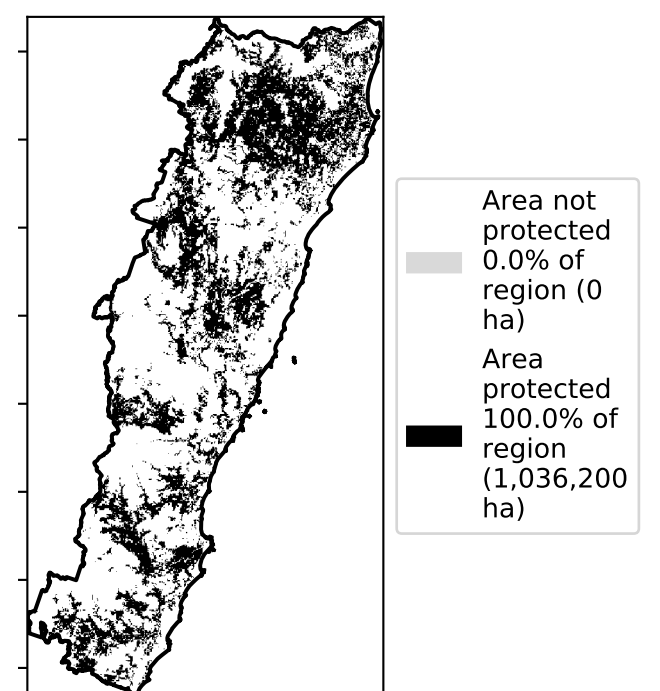 Area not
protected
0.0% of
region (0
ha)
Area
protected
100.0% of
region
(1,036,200
ha)